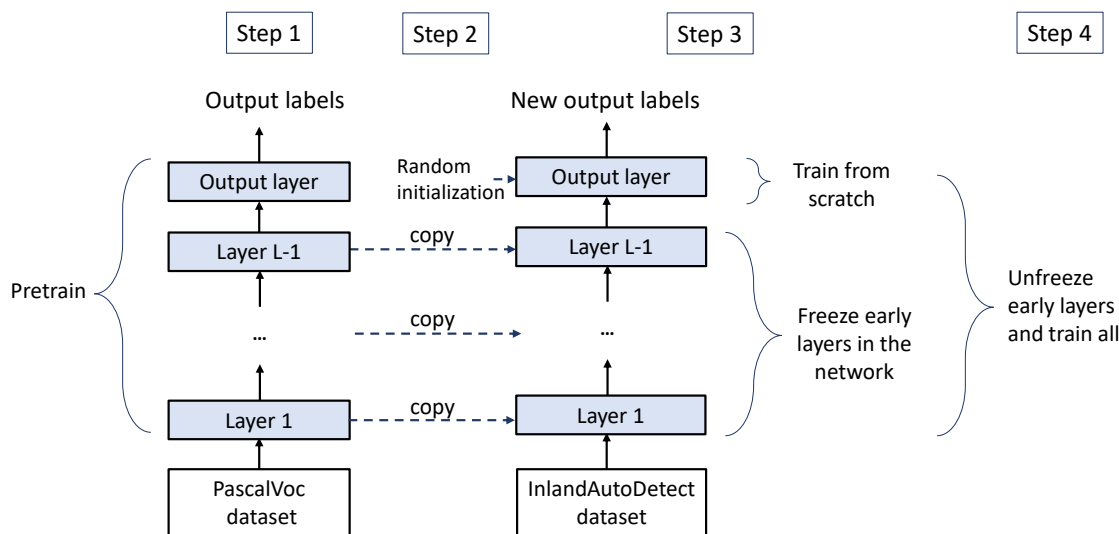 Step 1
Step 2
Step 3
Step 4
Output labels
New output labels
Output layer
Random
initialization
Output layer
Train from
scratch
Layer L-1
copy
Layer L-1
Pretrain
...
copy
...
Freeze early
layers in the
network
Unfreeze
early layers
and train all
Layer 1
copy
Layer 1
PascalVoc
dataset
InlandAutoDetect
dataset